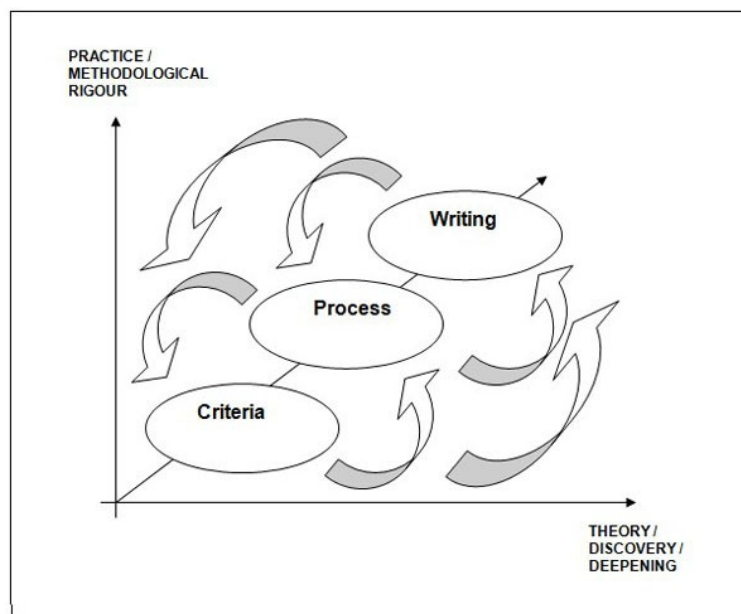 PRACTICE /
METHODOLOGICAL
RIGOUR
Writing
Process
Criteria
THEORY /
DISCOVERY /
DEEPENING